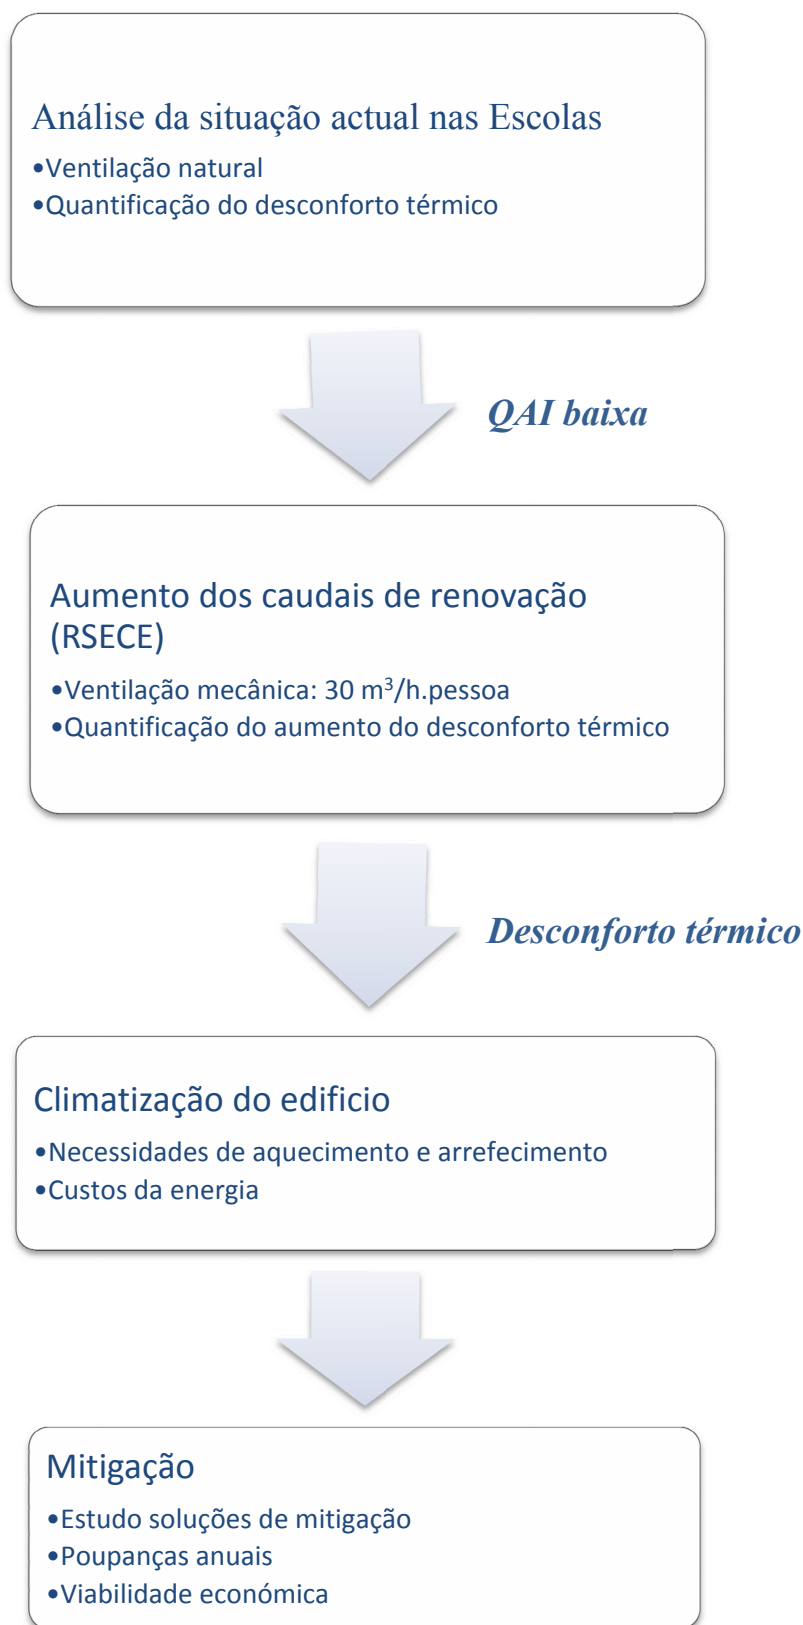 Análise da situação actual nas Escolas
•Ventilação natural
•Quantificação do desconforto térmico
QAI baixa
Aumento dos caudais de renovação
(RSECE)
•Ventilação mecânica: 30 m³/h.pessoa
•Quantificação do aumento do desconforto térmico
Desconforto térmico
Climatização do edificio
•Necessidades de aquecimento e arrefecimento
•Custos da energia
Mitigação
•Estudo soluções de mitigação
•Poupanças anuais
•Viabilidade económica